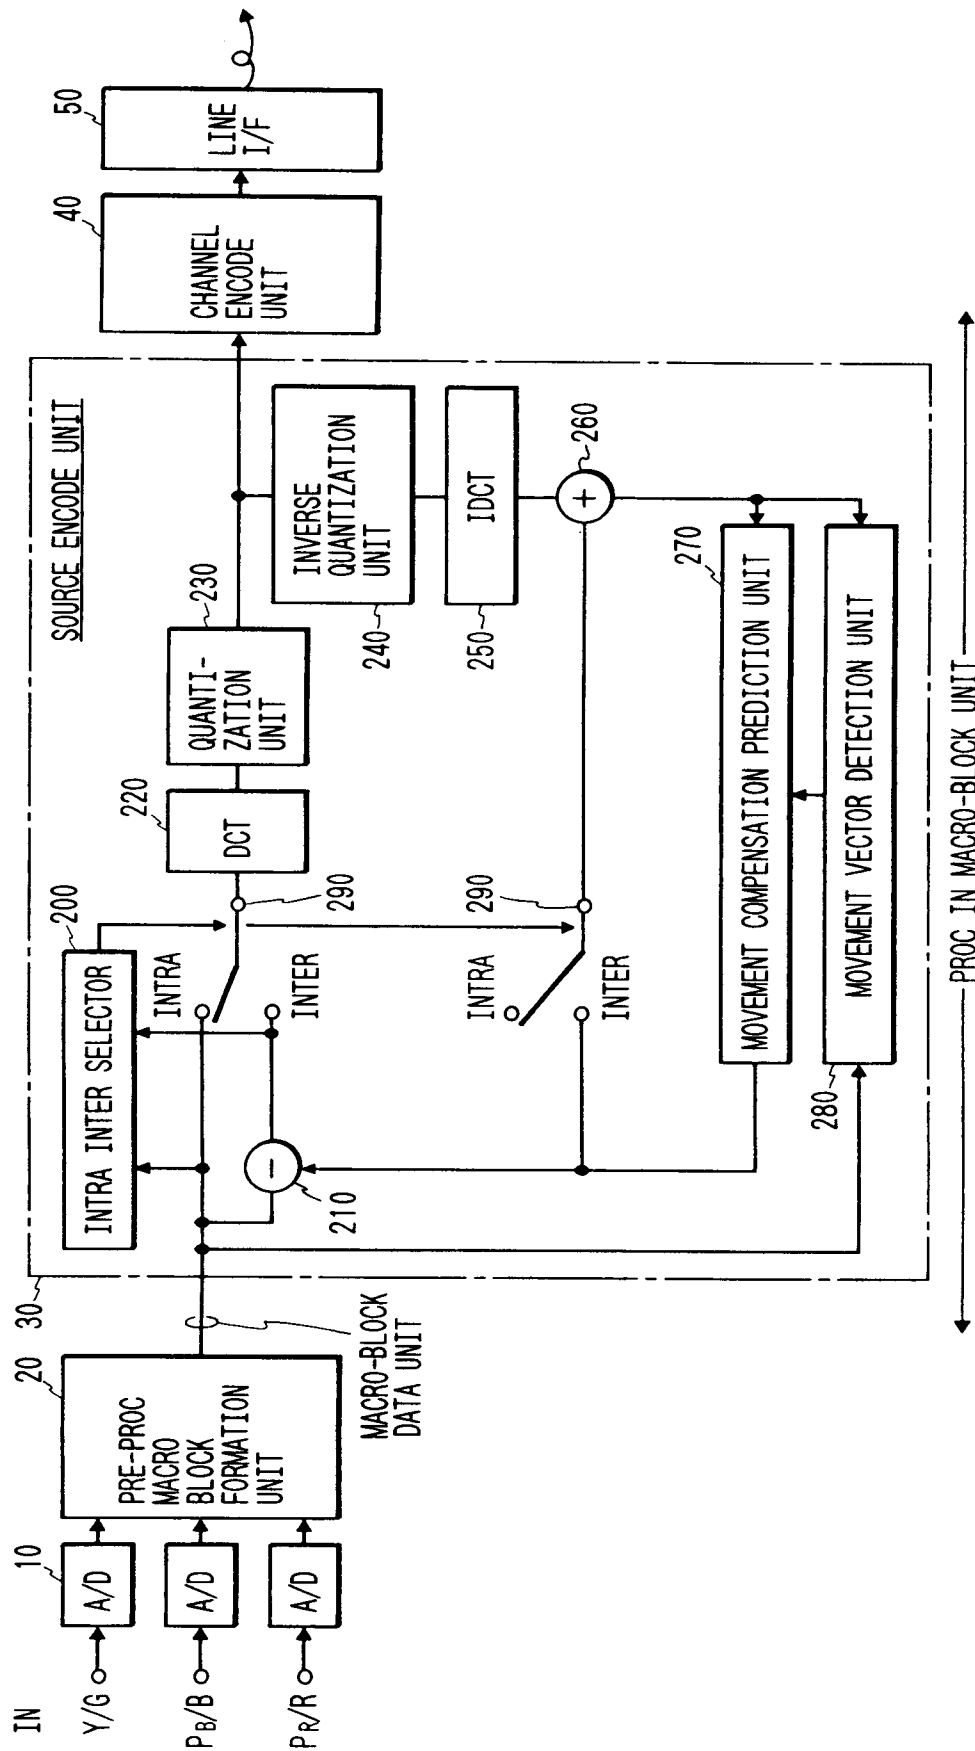 IN
Y/G
PB/B
PR/R
10
A/D
A/D
A/D
20
PRE-PROC
MACRO
BLOCK
FORMATION
UNIT
MACRO-BLOCK
DATA UNIT
30
SOURCE ENCODE UNIT
200
INTRA INTER SELECTOR
210
-
INTRA
INTER
290
220
DCT
230
QUANTI-
ZATION
UNIT
240
INVERSE
QUANTIZATION
UNIT
250
IDCT
260
+
INTRA
INTER
290
270
MOVEMENT COMPENSATION PREDICTION UNIT
280
MOVEMENT VECTOR DETECTION UNIT
40
CHANNEL
ENCODE
UNIT
50
LINE
I/F
PROC IN MACRO-BLOCK UNIT